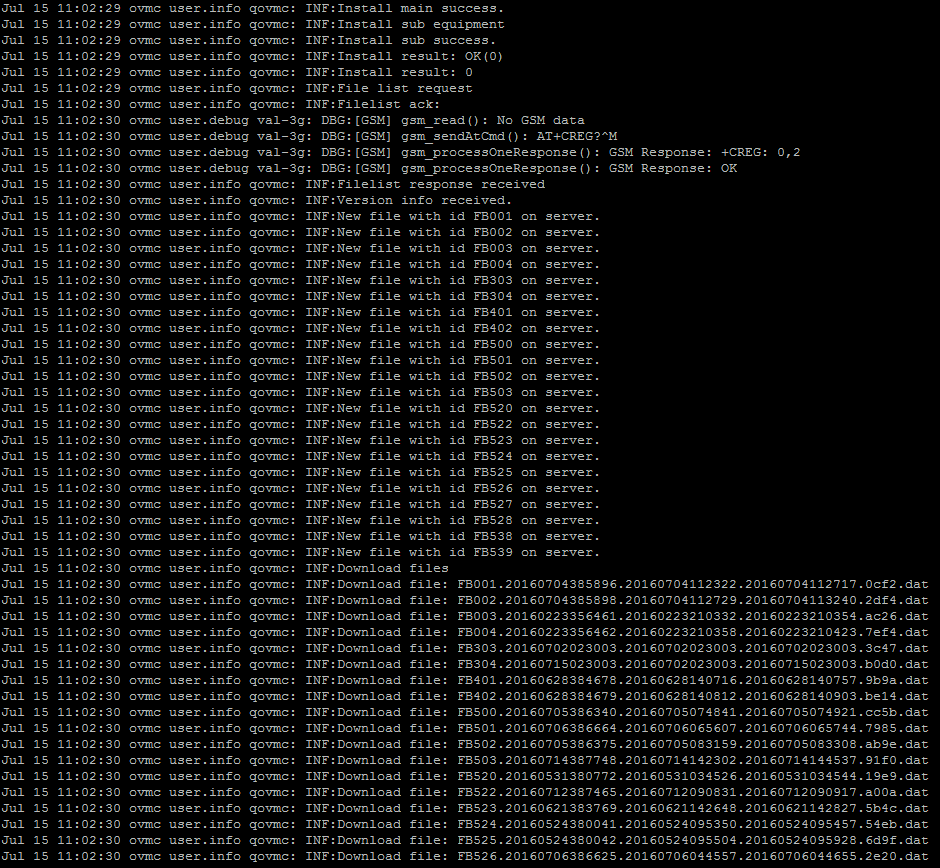 Jul 15 11:02:29 ovmc user.info qovmc: INF:Install main success.
Jul 15 11:02:29 ovmc user.info qovmc: INF:Install sub equipment
Jul 15 11:02:29 ovmc user.info qovmc: INF:Install sub success.
Jul 15 11:02:29 ovmc user.info qovmc: INF:Install result: OK(0)
Jul 15 11:02:29 ovmc user.info qovmc: INF:Install result: 0
Jul 15 11:02:29 ovmc user.info qovmc: INF:File list request
Jul 15 11:02:30 ovmc user.info qovmc: INF:Filelist ack:
Jul 15 11:02:30 ovmc user.debug val-3g: DBG:[GSM] gsm_read(): No GSM data
Jul 15 11:02:30 ovmc user.debug val-3g: DBG:[GSM] gsm_sendAtCmd(): AT+CREG?^M
Jul 15 11:02:30 ovmc user.debug val-3g: DBG:[GSM] gsm_processOneResponse(): GSM Response: +CREG: 0,2
Jul 15 11:02:30 ovmc user.debug val-3g: DBG:[GSM] gsm_processOneResponse(): GSM Response: OK
Jul 15 11:02:30 ovmc user.info qovmc: INF:Filelist response received
Jul 15 11:02:30 ovmc user.info qovmc: INF:Version info received.
Jul 15 11:02:30 ovmc user.info qovmc: INF:New file with id FB001 on server.
Jul 15 11:02:30 ovmc user.info qovmc: INF:New file with id FB002 on server.
Jul 15 11:02:30 ovmc user.info qovmc: INF:New file with id FB003 on server.
Jul 15 11:02:30 ovmc user.info qovmc: INF:New file with id FB004 on server.
Jul 15 11:02:30 ovmc user.info qovmc: INF:New file with id FB303 on server.
Jul 15 11:02:30 ovmc user.info qovmc: INF:New file with id FB304 on server.
Jul 15 11:02:30 ovmc user.info qovmc: INF:New file with id FB401 on server.
Jul 15 11:02:30 ovmc user.info qovmc: INF:New file with id FB402 on server.
Jul 15 11:02:30 ovmc user.info qovmc: INF:New file with id FB500 on server.
Jul 15 11:02:30 ovmc user.info qovmc: INF:New file with id FB501 on server.
Jul 15 11:02:30 ovmc user.info qovmc: INF:New file with id FB502 on server.
Jul 15 11:02:30 ovmc user.info qovmc: INF:New file with id FB503 on server.
Jul 15 11:02:30 ovmc user.info qovmc: INF:New file with id FB520 on server.
Jul 15 11:02:30 ovmc user.info qovmc: INF:New file with id FB522 on server.
Jul 15 11:02:30 ovmc user.info qovmc: INF:New file with id FB523 on server.
Jul 15 11:02:30 ovmc user.info qovmc: INF:New file with id FB524 on server.
Jul 15 11:02:30 ovmc user.info qovmc: INF:New file with id FB525 on server.
Jul 15 11:02:30 ovmc user.info qovmc: INF:New file with id FB526 on server.
Jul 15 11:02:30 ovmc user.info qovmc: INF:New file with id FB527 on server.
Jul 15 11:02:30 ovmc user.info qovmc: INF:New file with id FB528 on server.
Jul 15 11:02:30 ovmc user.info qovmc: INF:New file with id FB538 on server.
Jul 15 11:02:30 ovmc user.info qovmc: INF:New file with id FB539 on server.
Jul 15 11:02:30 ovmc user.info qovmc: INF:Download files
Jul 15 11:02:30 ovmc user.info qovmc: INF:Download file: FB001.20160704385896.20160704112322.20160704112717.0cf2.dat
Jul 15 11:02:30 ovmc user.info qovmc: INF:Download file: FB002.20160704385898.20160704112729.20160704113240.2df4.dat
Jul 15 11:02:30 ovmc user.info qovmc: INF:Download file: FB003.20160223356461.20160223210332.20160223210354.ac26.dat
Jul 15 11:02:30 ovmc user.info qovmc: INF:Download file: FB004.20160223356462.20160223210358.20160223210423.7ef4.dat
Jul 15 11:02:30 ovmc user.info qovmc: INF:Download file: FB303.20160702023003.20160702023003.20160702023003.3c47.dat
Jul 15 11:02:30 ovmc user.info qovmc: INF:Download file: FB304.20160715023003.20160702023003.20160715023003.b0d0.dat
Jul 15 11:02:30 ovmc user.info qovmc: INF:Download file: FB401.20160628384678.20160628140716.20160628140757.9b9a.dat
Jul 15 11:02:30 ovmc user.info qovmc: INF:Download file: FB402.20160628384679.20160628140812.20160628140903.be14.dat
Jul 15 11:02:30 ovmc user.info qovmc: INF:Download file: FB500.20160705386340.20160705074841.20160705074921.cc5b.dat
Jul 15 11:02:30 ovmc user.info qovmc: INF:Download file: FB501.20160706386664.20160706065607.20160706065744.7985.dat
Jul 15 11:02:30 ovmc user.info qovmc: INF:Download file: FB502.20160705386375.20160705083159.20160705083308.ab9e.dat
Jul 15 11:02:30 ovmc user.info qovmc: INF:Download file: FB503.20160714387748.20160714142302.20160714144537.91f0.dat
Jul 15 11:02:30 ovmc user.info qovmc: INF:Download file: FB520.20160531380772.20160531034526.20160531034544.19e9.dat
Jul 15 11:02:30 ovmc user.info qovmc: INF:Download file: FB522.20160712387465.20160712090831.20160712090917.a00a.dat
Jul 15 11:02:30 ovmc user.info qovmc: INF:Download file: FB523.20160621383769.20160621142648.20160621142827.5b4c.dat
Jul 15 11:02:30 ovmc user.info qovmc: INF:Download file: FB524.20160524380041.20160524095350.20160524095457.54eb.dat
Jul 15 11:02:30 ovmc user.info qovmc: INF:Download file: FB525.20160524380042.20160524095504.20160524095928.6d9f.dat
Jul 15 11:02:30 ovmc user.info qovmc: INF:Download file: FB526.20160706386625.20160706044557.20160706044655.2e20.dat